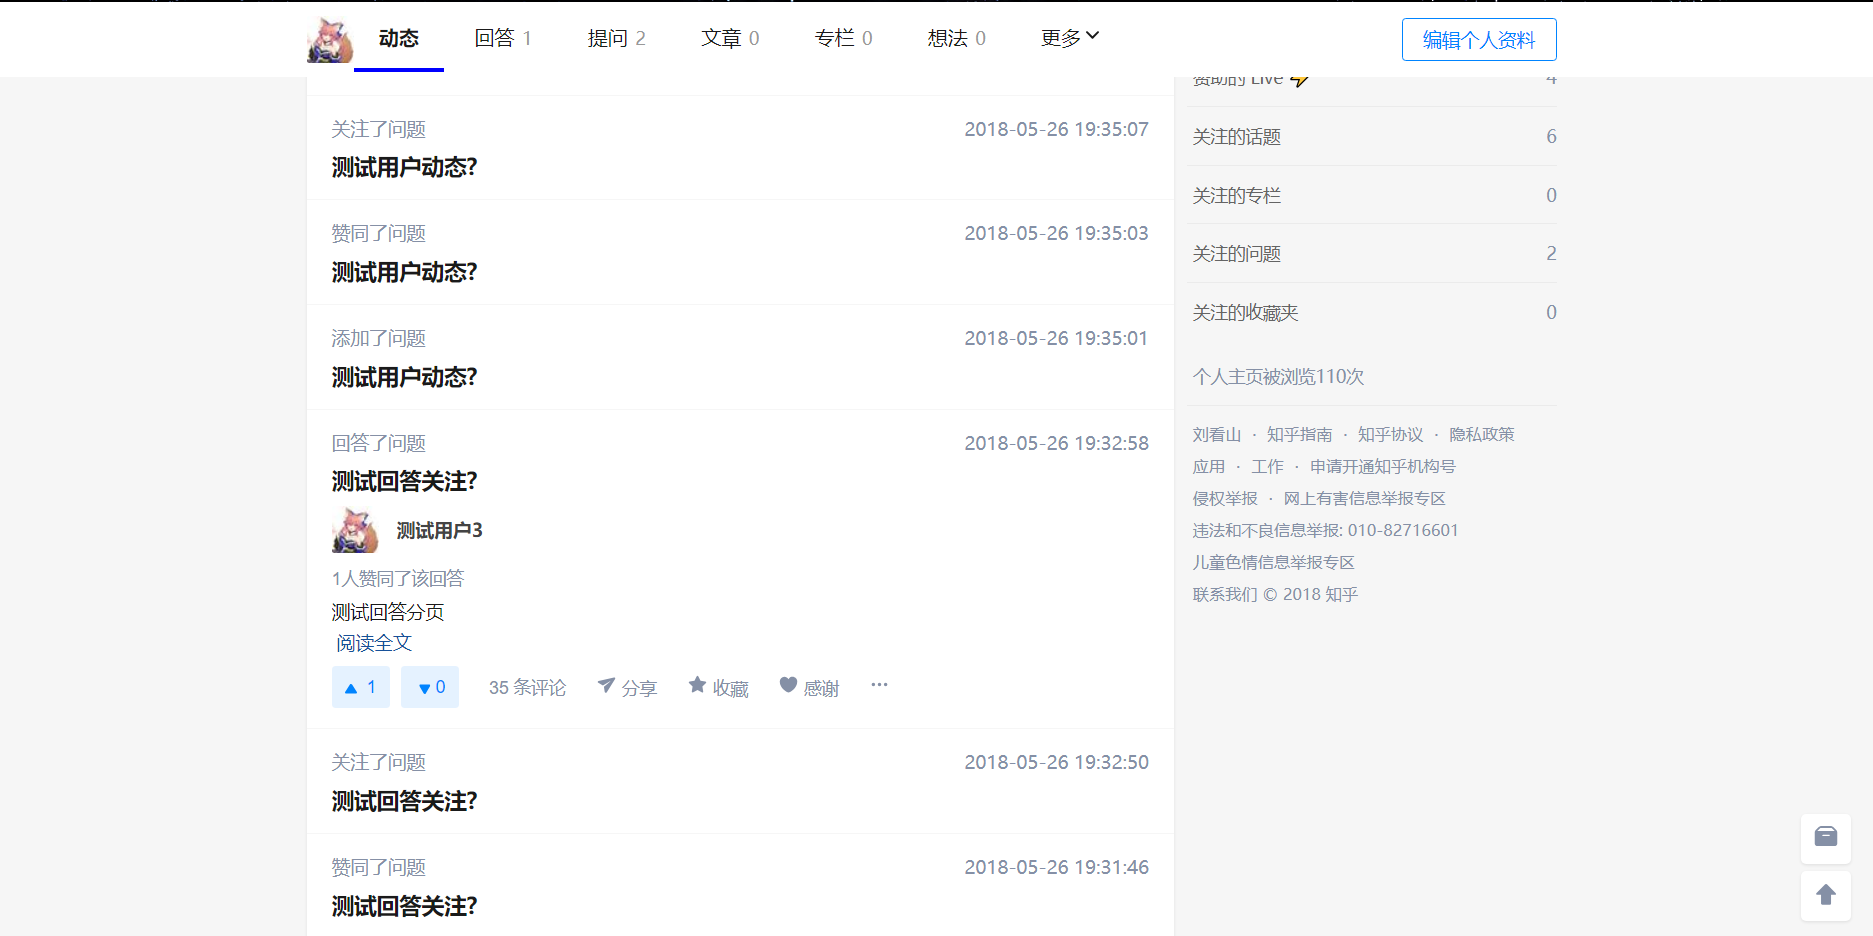 动态 回答 1 提问 2 文章 0 专栏 0 想法 0 更多 编辑个人资料
关注了问题 2018-05-26 19:35:07
测试用户动态?
赞同了问题 2018-05-26 19:35:03
测试用户动态?
添加了问题 2018-05-26 19:35:01
测试用户动态?
回答了问题 2018-05-26 19:32:58
测试回答关注?
测试用户3
1人赞同了该回答
测试回答分页
阅读全文
1 0 35 条评论 分享 收藏 感谢 ···
关注了问题 2018-05-26 19:32:50
测试回答关注?
赞同了问题 2018-05-26 19:31:46
测试回答关注?
赞助的 Live 4
关注的话题 6
关注的专栏 0
关注的问题 2
关注的收藏夹 0
个人主页被浏览110次
刘看山 · 知乎指南 · 知乎协议 · 隐私政策
应用 · 工作 · 申请开通知乎机构号
侵权举报 · 网上有害信息举报专区
违法和不良信息举报: 010-82716601
儿童色情信息举报专区
联系我们 © 2018 知乎